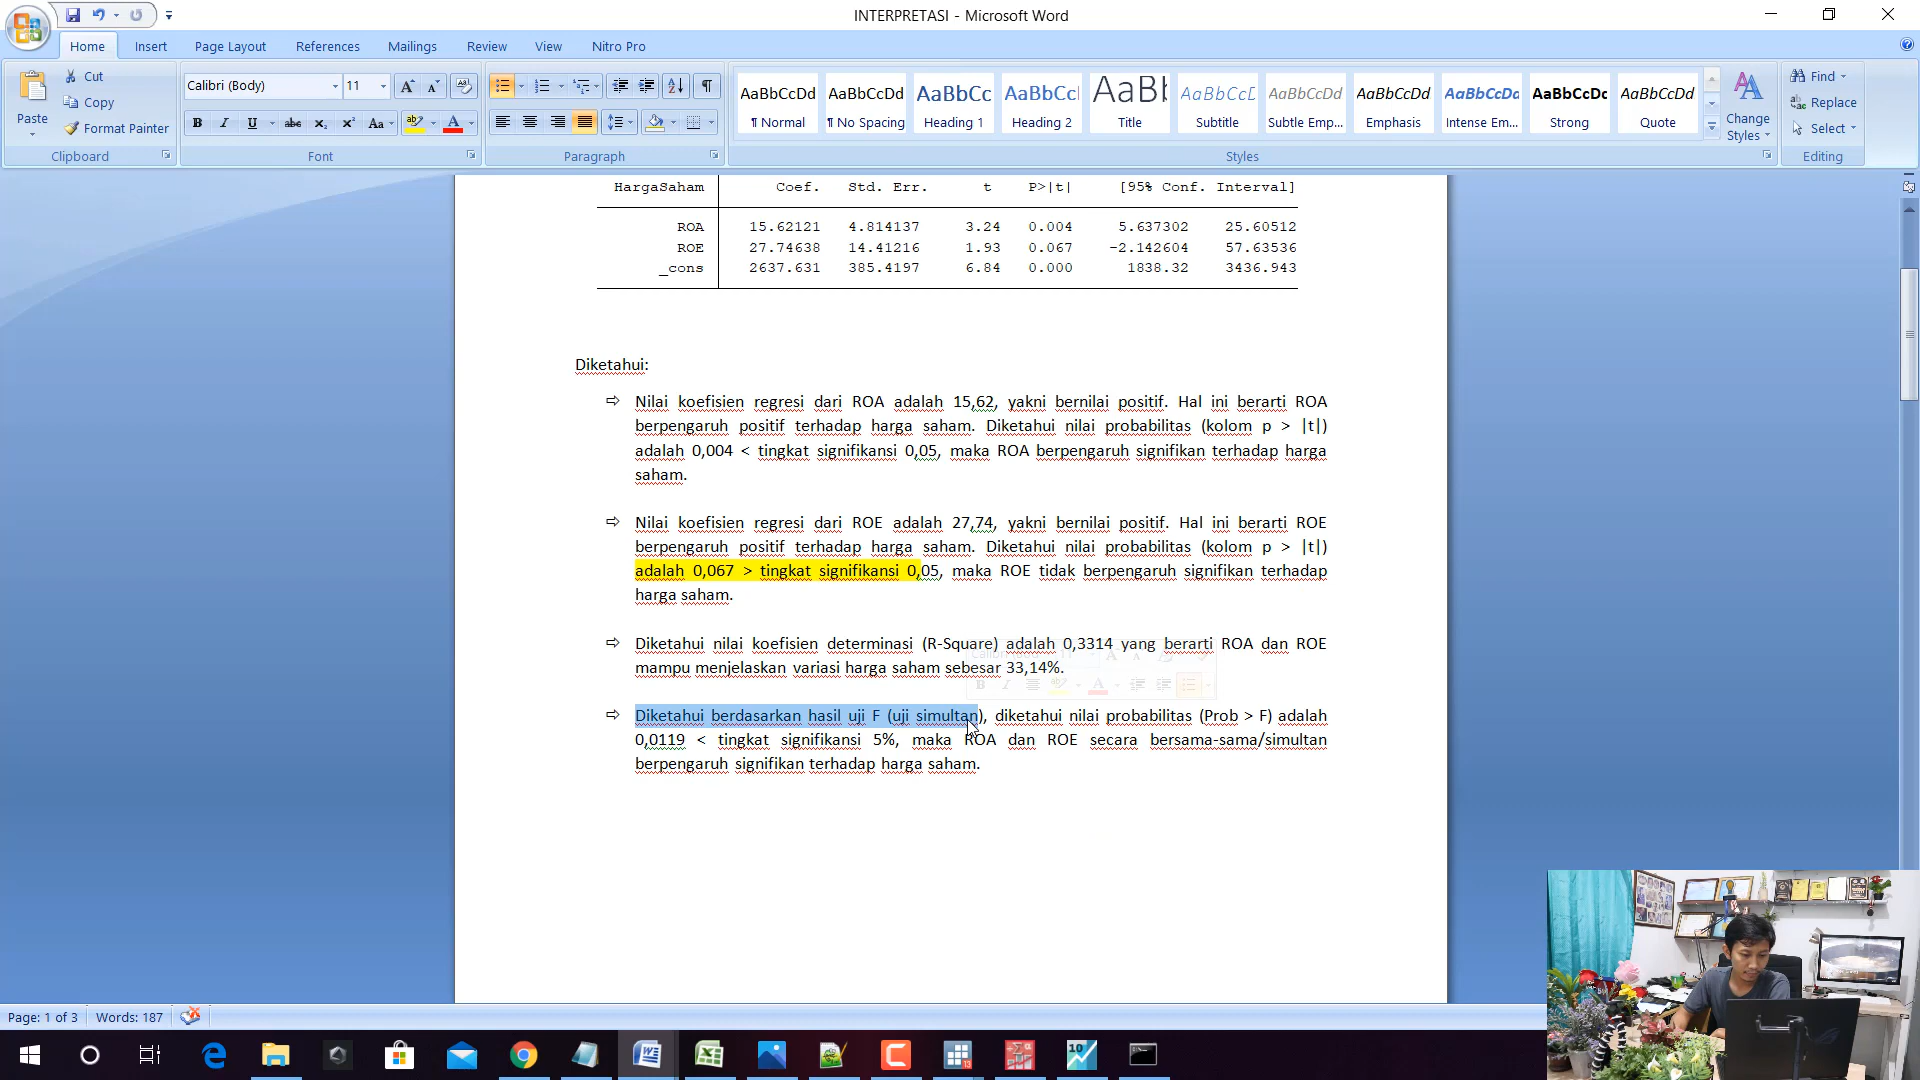 INTERPRETASI - Microsoft Word
Home Insert Page Layout References Mailings Review View Nitro Pro
Paste
Cut
Copy
Format Painter
Clipboard
Calibri (Body) 11
Font
Paragraph
AaBbCcDd AaBbCcDd AaBbCc AaBbCc AaBb AaBbCc AaBbCcDd AaBbCcDd AaBbCcDd AaBbCcDd AaBbCcDd
¶ Normal ¶ No Spacing Heading 1 Heading 2 Title Subtitle Subtle Emp... Emphasis Intense Em... Strong Quote
Change
Styles
Styles
Find
Replace
Select
Editing
HargaSaham Coef. Std. Err. t P>|t| [95% Conf. Interval]
ROA 15.62121 4.814137 3.24 0.004 5.637302 25.60512
ROE 27.74638 14.41216 1.93 0.067 -2.142604 57.63536
_cons 2637.631 385.4197 6.84 0.000 1838.32 3436.943
Diketahui:
⇨ Nilai koefisien regresi dari ROA adalah 15,62, yakni bernilai positif. Hal ini berarti ROA
berpengaruh positif terhadap harga saham. Diketahui nilai probabilitas (kolom p > |t|)
adalah 0,004 < tingkat signifikansi 0,05, maka ROA berpengaruh signifikan terhadap harga
saham.
⇨ Nilai koefisien regresi dari ROE adalah 27,74, yakni bernilai positif. Hal ini berarti ROE
berpengaruh positif terhadap harga saham. Diketahui nilai probabilitas (kolom p > |t|)
adalah 0,067 > tingkat signifikansi 0,05, maka ROE tidak berpengaruh signifikan terhadap
harga saham.
⇨ Diketahui nilai koefisien determinasi (R-Square) adalah 0,3314 yang berarti ROA dan ROE
mampu menjelaskan variasi harga saham sebesar 33,14%.
⇨ Diketahui berdasarkan hasil uji F (uji simultan), diketahui nilai probabilitas (Prob > F) adalah
0,0119 < tingkat signifikansi 5%, maka ROA dan ROE secara bersama-sama/simultan
berpengaruh signifikan terhadap harga saham.
Page: 1 of 3 Words: 187